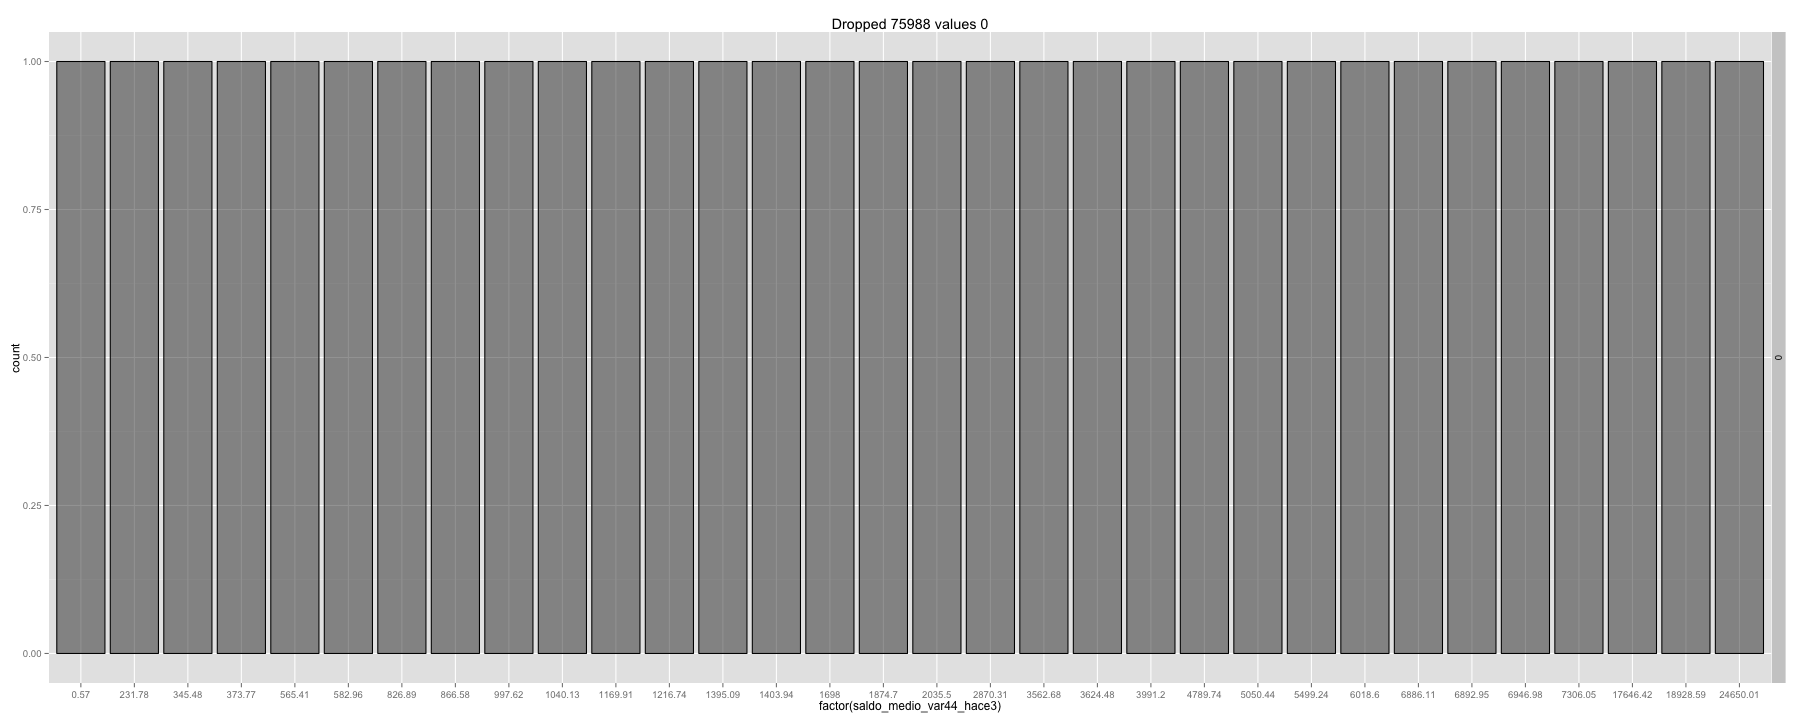 Dropped 75988 values 0
1.00
0.75
0.50
0.25
0.00
count
0
0.57 231.78 345.48 373.77 565.41 582.96 826.89 866.58 997.62 1040.13 1169.91 1216.74 1395.09 1403.94 1698 1874.7 2035.5 2870.31 3562.68 3624.48 3991.2 4789.74 5050.44 5499.24 6018.6 6886.11 6892.95 6946.98 7306.05 17646.42 18928.59 24650.01
factor(saldo_medio_var44_hace3)